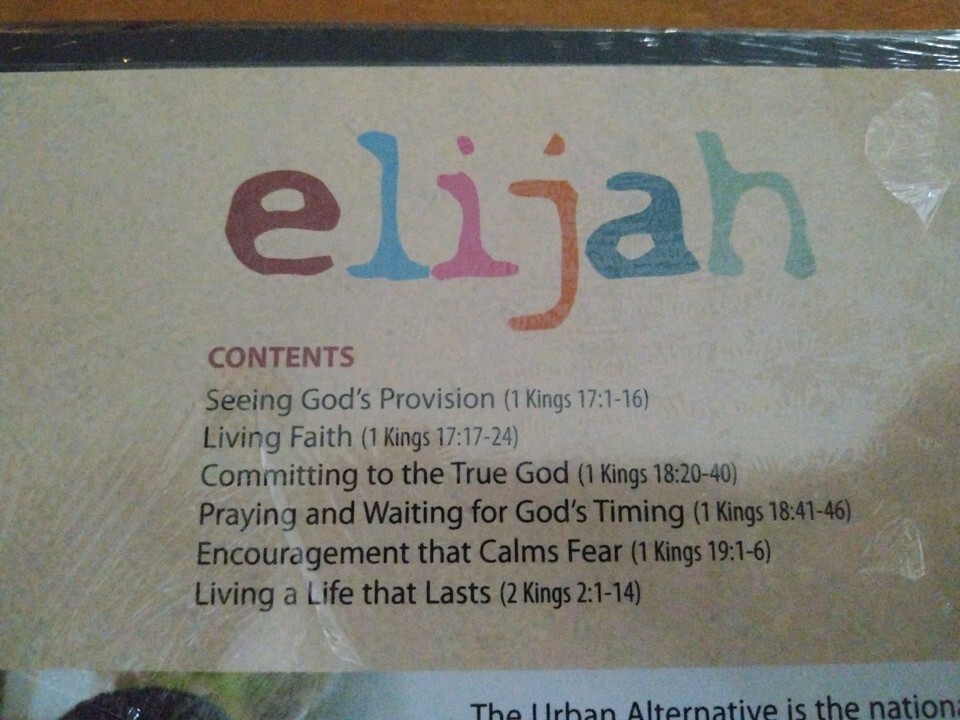 elijah
CONTENTS
Seeing God's Provision (1 Kings 17:1-16)
Living Faith (1 Kings 17:17-24)
Committing to the True God (1 Kings 18:20-40)
Praying and Waiting for God's Timing (1 Kings 18:41-46)
Encouragement that Calms Fear (1 Kings 19:1-6)
Living a Life that Lasts (2 Kings 2:1-14)
The Urban Alternative is the nationa